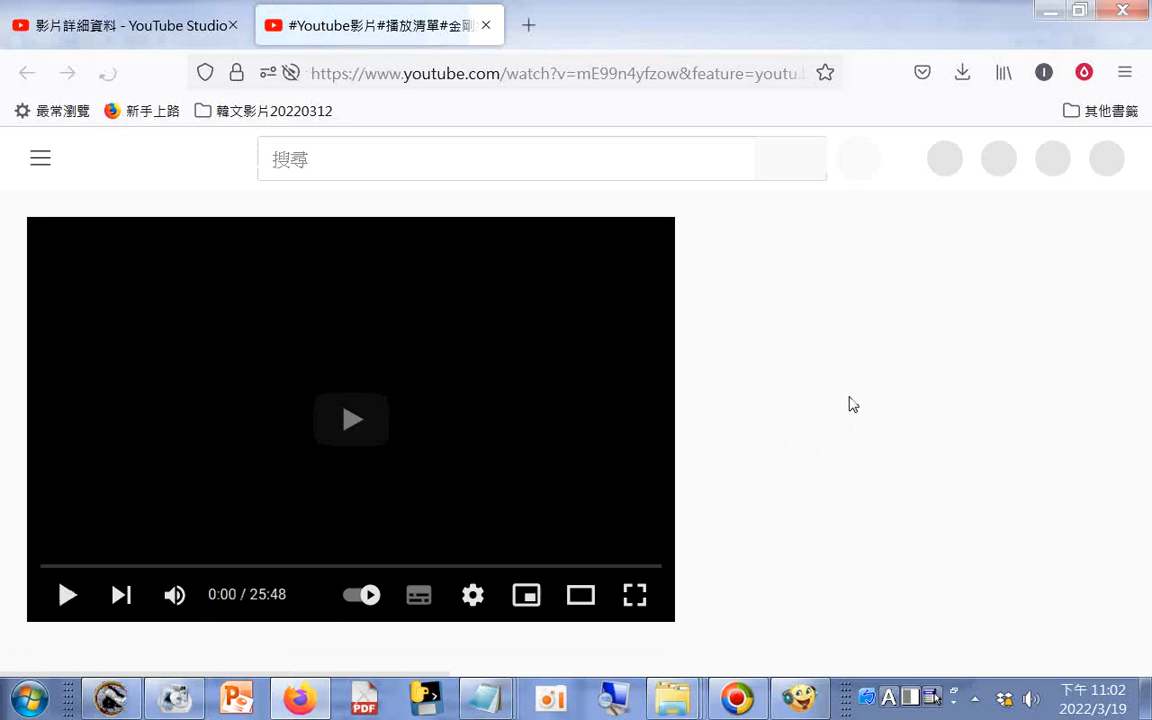 影片詳細資料 - YouTube Studio
#Youtube影片#播放清單#金剛
https://www.youtube.com/watch?v=mE99n4yfzow&feature=youtu.
最常瀏覽 新手上路 韓文影片20220312 其他書籤
搜尋
0:00 / 25:48
PDF
A
下午 11:02
2022/3/19